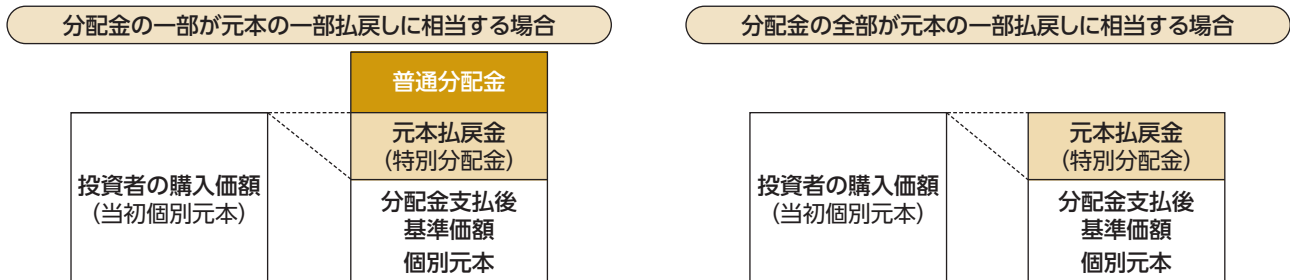 分配金の一部が元本の一部払戻しに相当する場合
普通分配金
元本払戻金
（特別分配金）
投資者の購入価額
（当初個別元本）
分配金支払後
基準価額
個別元本
分配金の全部が元本の一部払戻しに相当する場合
元本払戻金
（特別分配金）
投資者の購入価額
（当初個別元本）
分配金支払後
基準価額
個別元本